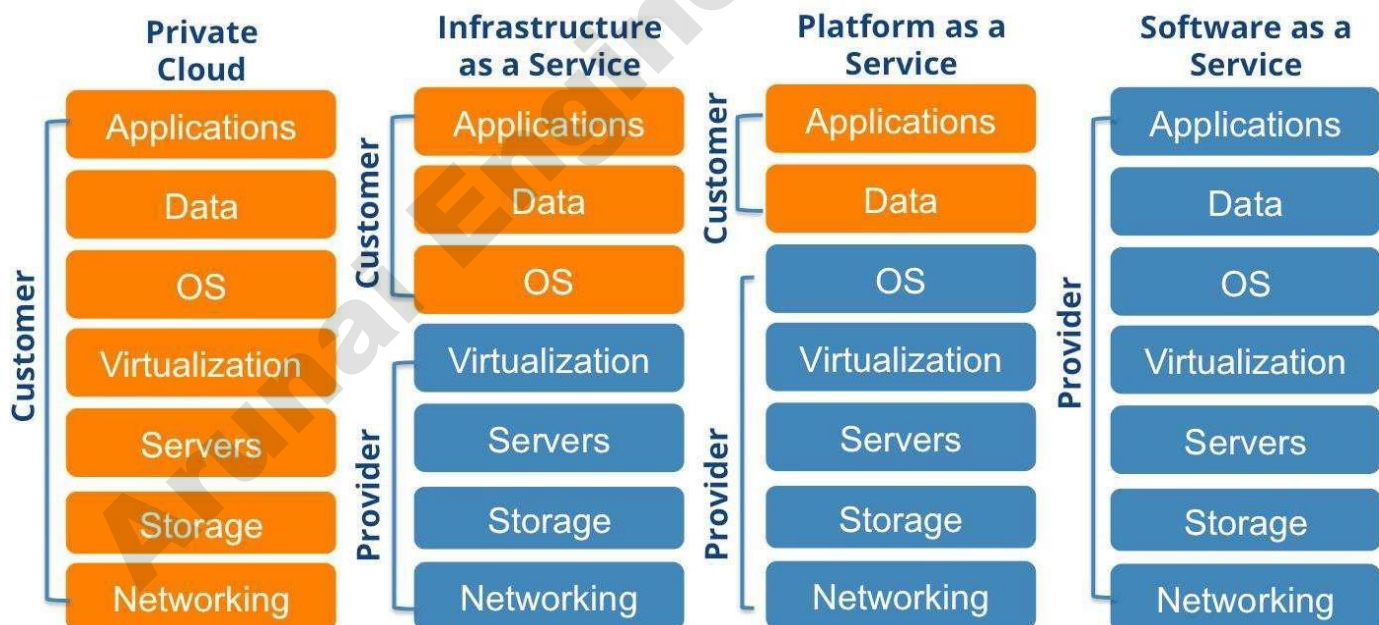 Private
Cloud
Customer
Applications
Data
OS
Virtualization
Servers
Storage
Networking
Infrastructure
as a Service
Customer
Applications
Data
OS
Provider
Virtualization
Servers
Storage
Networking
Platform as a
Service
Customer
Applications
Data
Provider
OS
Virtualization
Servers
Storage
Networking
Software as a
Service
Provider
Applications
Data
OS
Virtualization
Servers
Storage
Networking
Arunai Engine